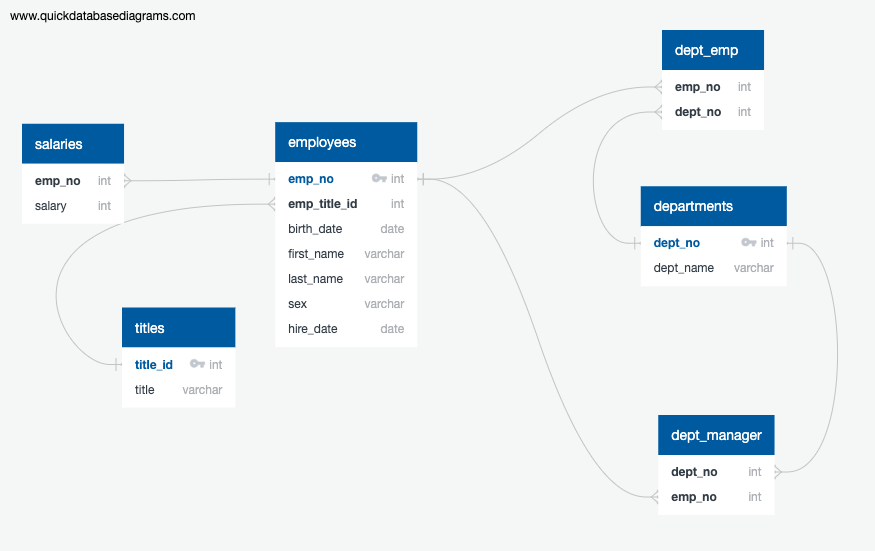 www.quickdatabasediagrams.com
salaries
emp_no int
salary int
employees
emp_no int
emp_title_id int
birth_date date
first_name varchar
last_name varchar
sex varchar
hire_date date
titles
title_id int
title varchar
dept_emp
emp_no int
dept_no int
departments
dept_no int
dept_name varchar
dept_manager
dept_no int
emp_no int